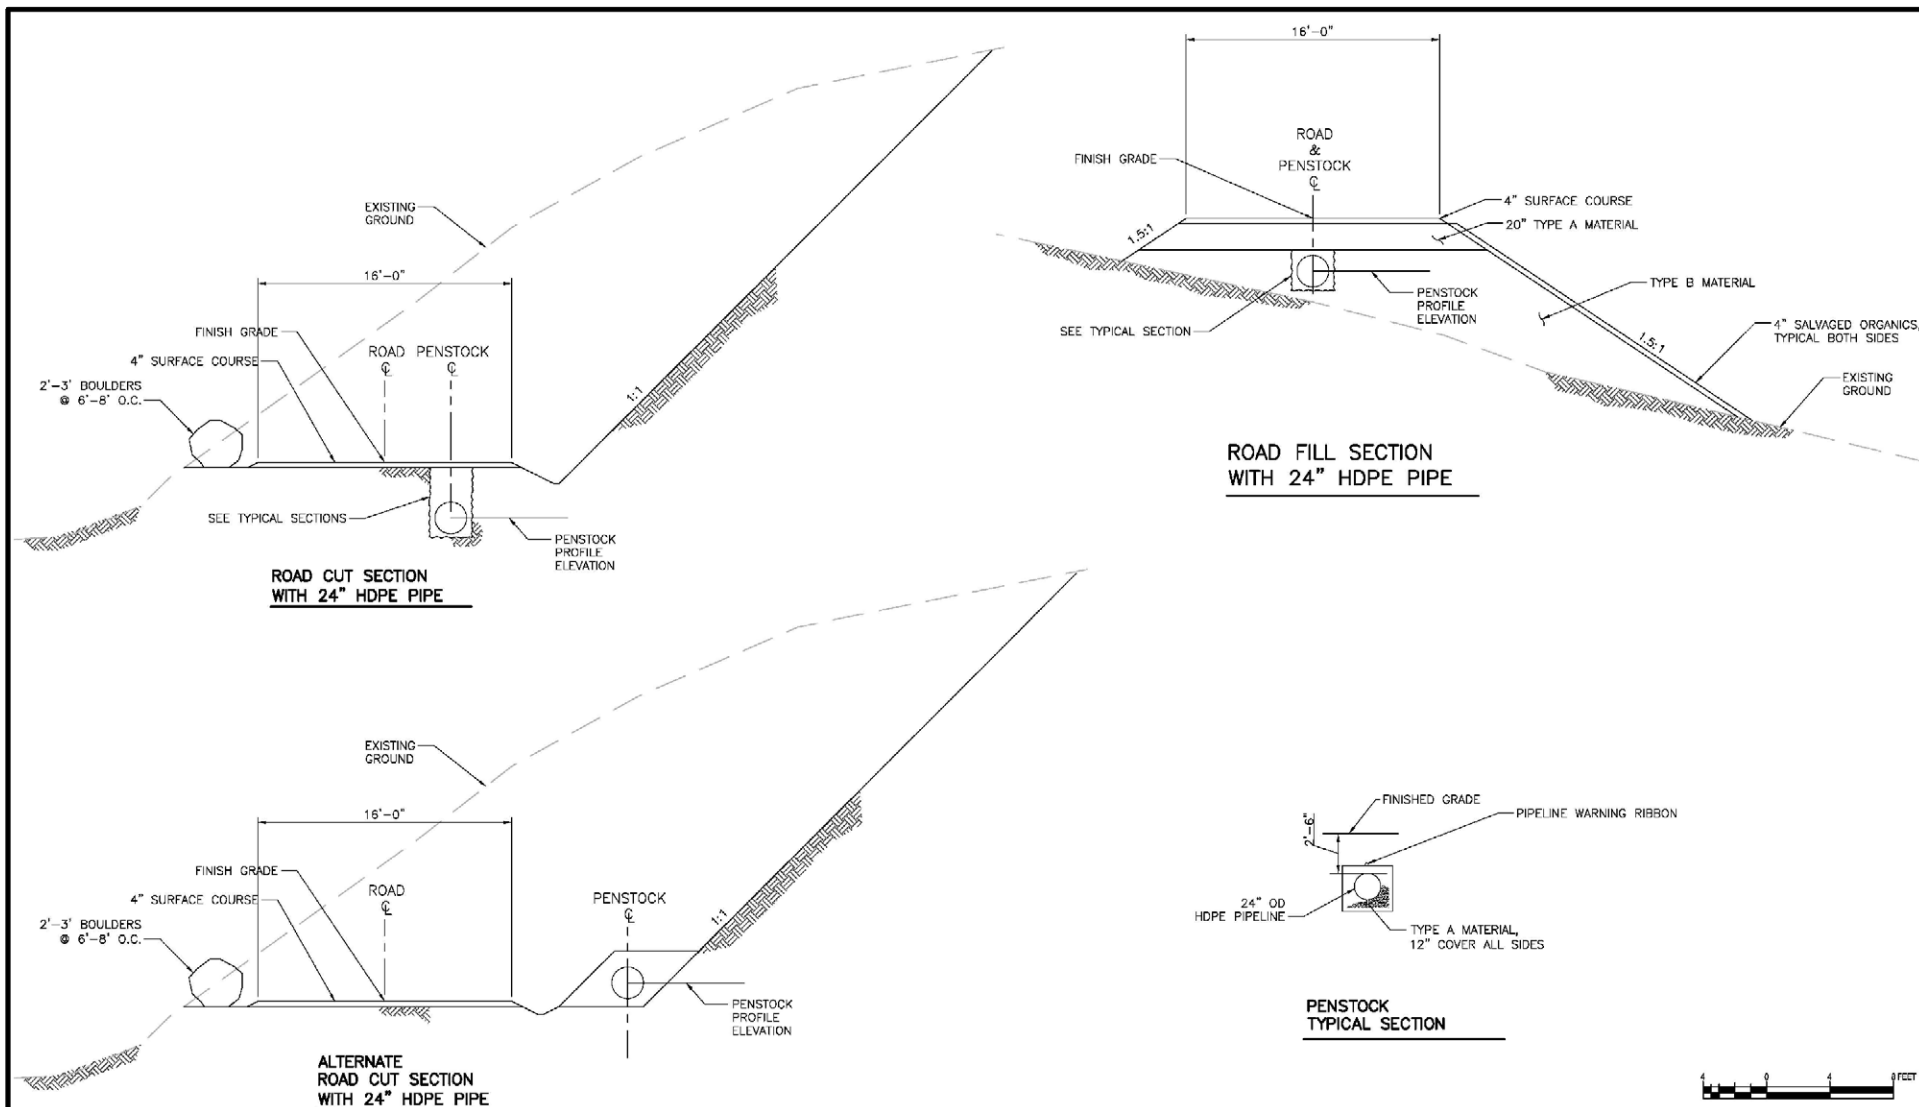 EXISTING
GROUND
16'-0"
FINISH GRADE
4" SURFACE COURSE
2'-3' BOULDERS
@ 6'-8' O.C.
ROAD
℄
PENSTOCK
℄
1:1
SEE TYPICAL SECTIONS
PENSTOCK
PROFILE
ELEVATION
ROAD CUT SECTION
WITH 24" HDPE PIPE
16'-0"
ROAD
&
PENSTOCK
℄
FINISH GRADE
4" SURFACE COURSE
20" TYPE A MATERIAL
1.5:1
TYPE B MATERIAL
PENSTOCK
PROFILE
ELEVATION
SEE TYPICAL SECTION
1.5:1
4" SALVAGED ORGANICS,
TYPICAL BOTH SIDES
EXISTING
GROUND
ROAD FILL SECTION
WITH 24" HDPE PIPE
EXISTING
GROUND
16'-0"
FINISH GRADE
4" SURFACE COURSE
2'-3' BOULDERS
@ 6'-8' O.C.
ROAD
℄
PENSTOCK
℄
1:1
PENSTOCK
PROFILE
ELEVATION
ALTERNATE
ROAD CUT SECTION
WITH 24" HDPE PIPE
FINISHED GRADE
PIPELINE WARNING RIBBON
2'-6"
24" OD
HDPE PIPELINE
TYPE A MATERIAL,
12" COVER ALL SIDES
PENSTOCK
TYPICAL SECTION
4 0 4 8 FEET